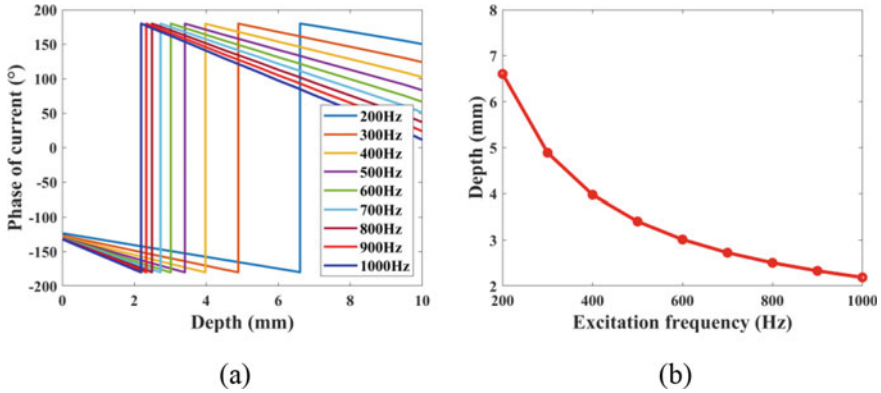 200
150
100
50
0
-50
-100
-150
-200
Phase of current (°)
0 2 4 6 8 10
Depth (mm)
200Hz
300Hz
400Hz
500Hz
600Hz
700Hz
800Hz
900Hz
1000Hz
(a)
8
7
6
5
4
3
2
Depth (mm)
200 400 600 800 1000
Excitation frequency (Hz)
(b)